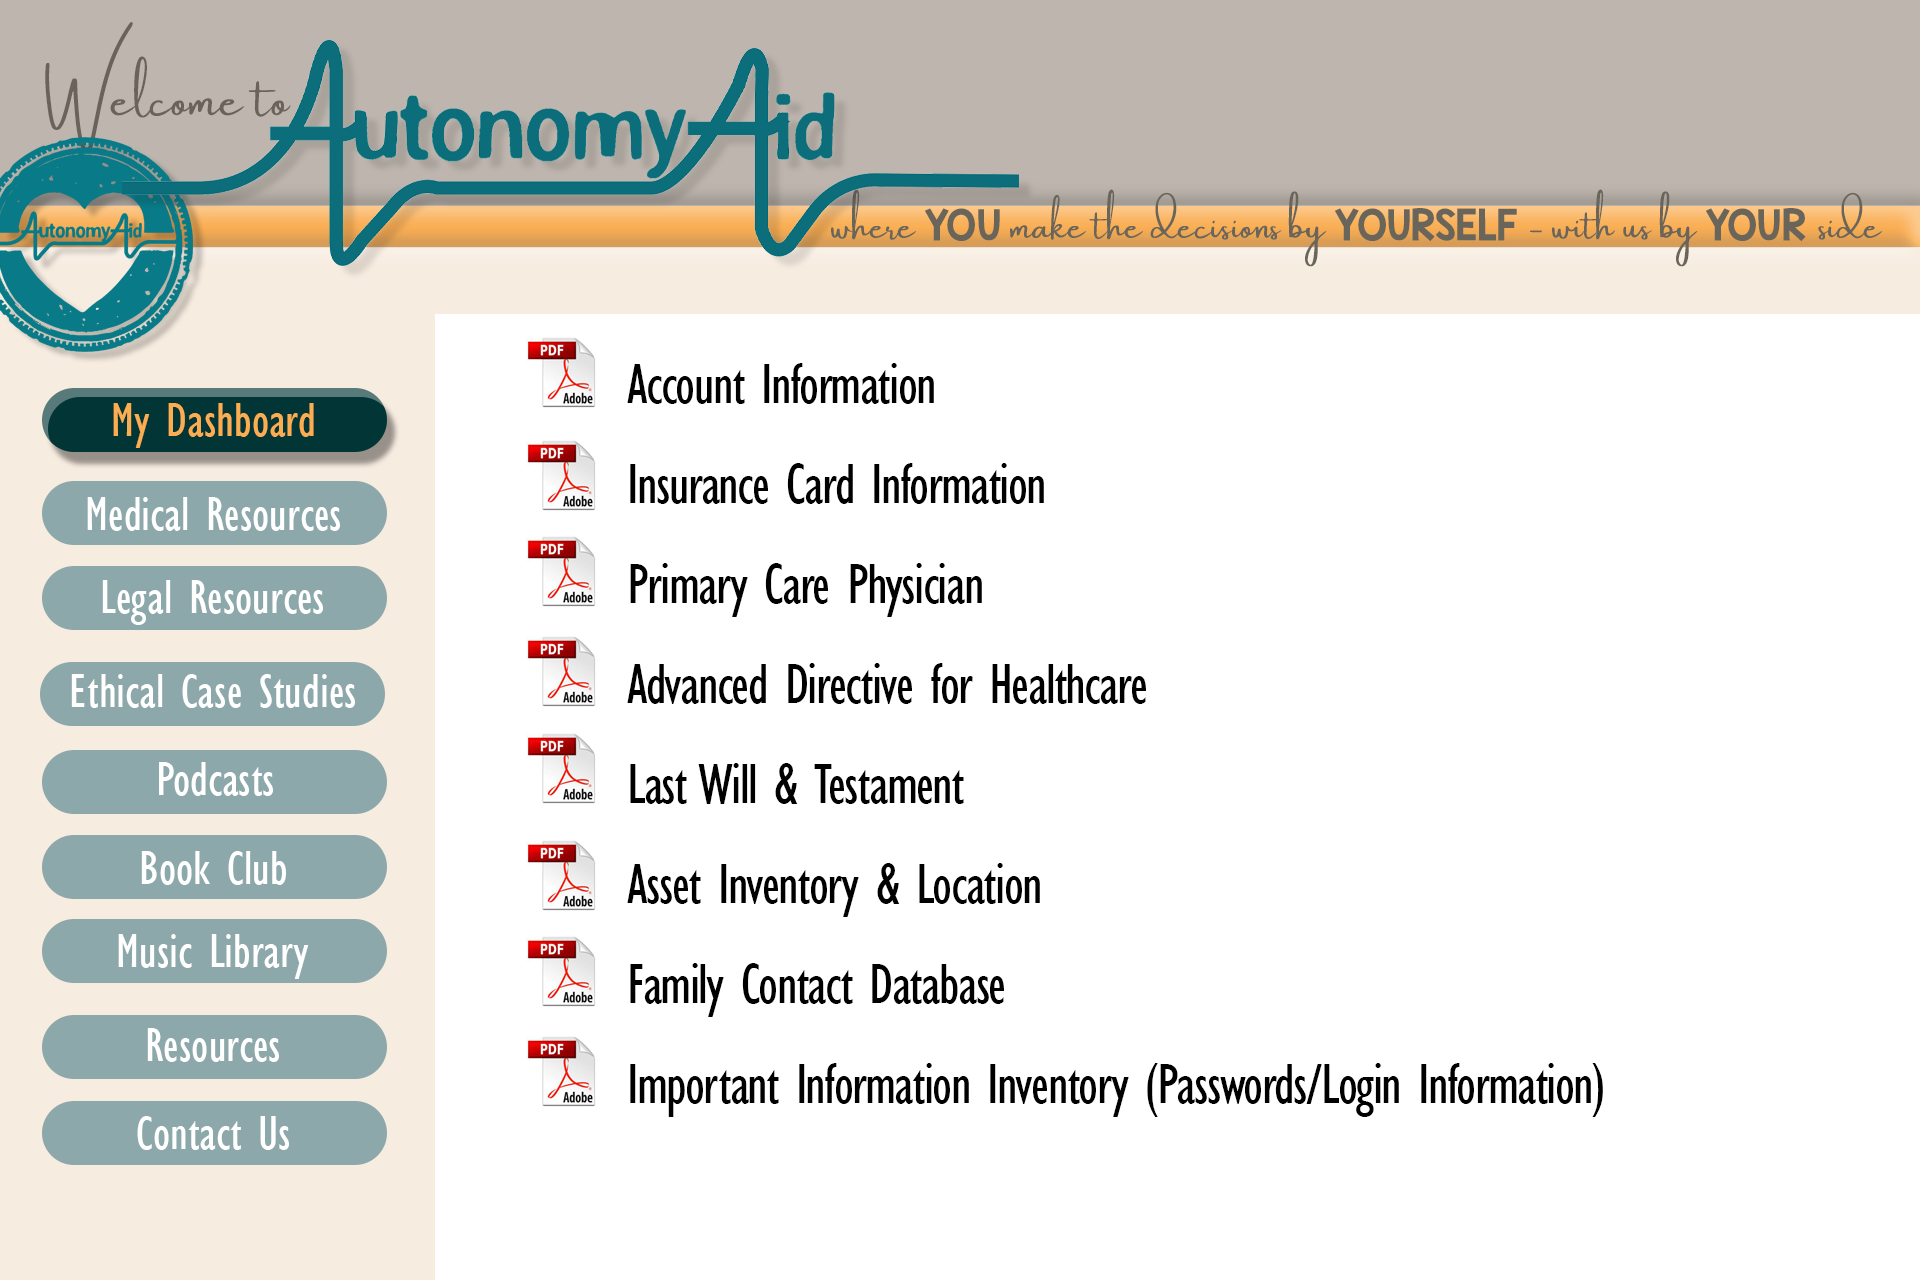 Welcome to AutonomyAid
where YOU make the decisions by YOURSELF - with us by YOUR side
AutonomyAid
My Dashboard
Medical Resources
Legal Resources
Ethical Case Studies
Podcasts
Book Club
Music Library
Resources
Contact Us
PDF
Adobe
Account Information
PDF
Adobe
Insurance Card Information
PDF
Adobe
Primary Care Physician
PDF
Adobe
Advanced Directive for Healthcare
PDF
Adobe
Last Will & Testament
PDF
Adobe
Asset Inventory & Location
PDF
Adobe
Family Contact Database
PDF
Adobe
Important Information Inventory (Passwords/Login Information)